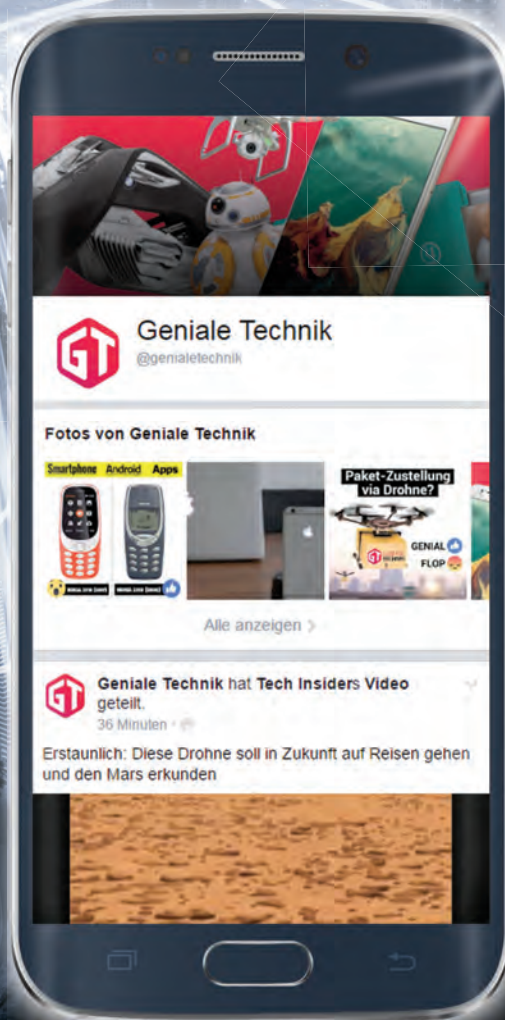 GT
Geniale Technik
@genialetechnik
Fotos von Geniale Technik
Smartphone Android Apps
Paket-Zustellung
via Drohne?
GT
GENIAL
FLOP
Alle anzeigen >
GT
Geniale Technik hat Tech Insiders Video
geteilt.
36 Minuten ·
Erstaunlich: Diese Drohne soll in Zukunft auf Reisen gehen
und den Mars erkunden